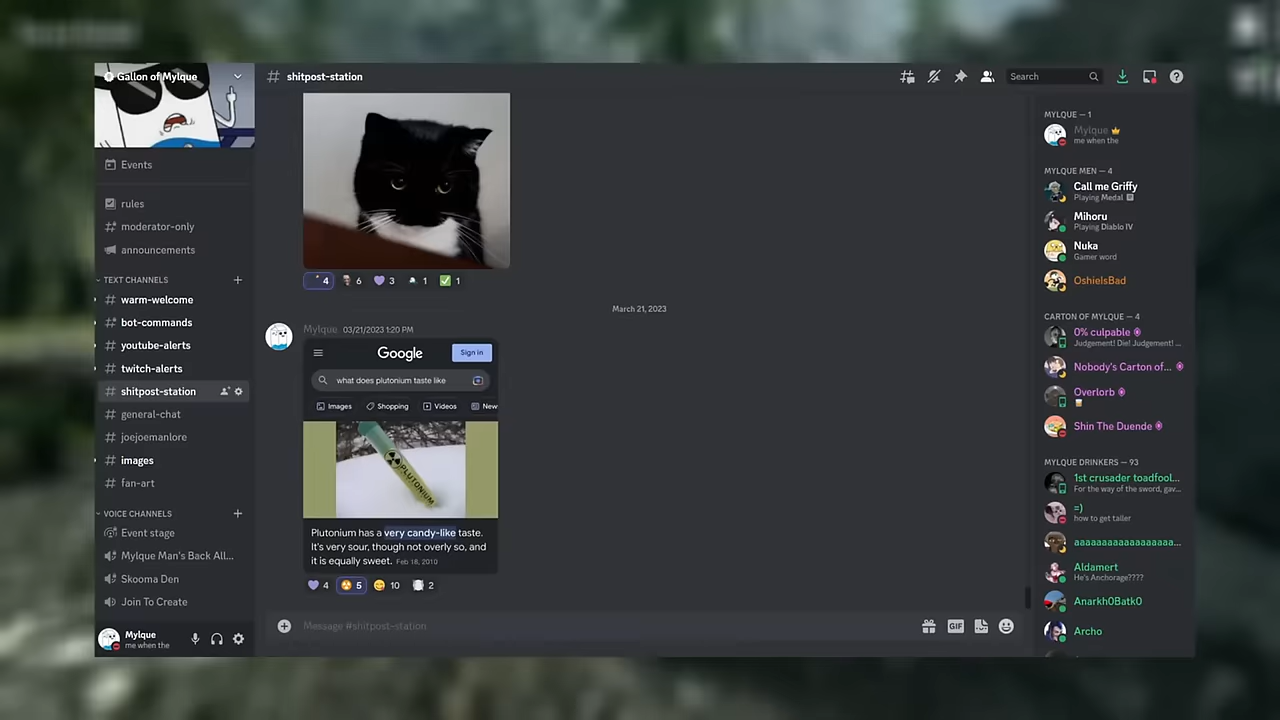 Gallon of Mylque
Events
rules
moderator-only
announcements
TEXT CHANNELS
warm-welcome
bot-commands
youtube-alerts
twitch-alerts
shitpost-station
general-chat
joejoemanlore
images
fan-art
VOICE CHANNELS
Event stage
Mylque Man's Back All...
Skooma Den
Join To Create
Mylque
me when the
shitpost-station
Search
4 6 3 1 1
March 21, 2023
Mylque 03/21/2023 1:20 PM
Google Sign in
what does plutonium taste like
Images Shopping Videos New
PLUTONIUM
Plutonium has a very candy-like taste.
It's very sour, though not overly so, and
it is equally sweet. Feb 18, 2010
4 5 10 2
Message #shitpost-station
GIF
MYLQUE — 1
Mylque
me when the
MYLQUE MEN — 4
Call me Griffy
Playing Medal
Mihoru
Playing Diablo IV
Nuka
Gamer word
OshieIsBad
CARTON OF MYLQUE — 4
0% culpable
Judgement! Die! Judgement! ...
Nobody's Carton of...
Overlorb
Shin The Duende
MYLQUE DRINKERS — 93
1st crusader toadfool...
For the way of the sword, gav...
=)
how to get taller
aaaaaaaaaaaaaaaaaa...
Aldamert
He's Anchorage????
Anarkh0Batk0
Archo